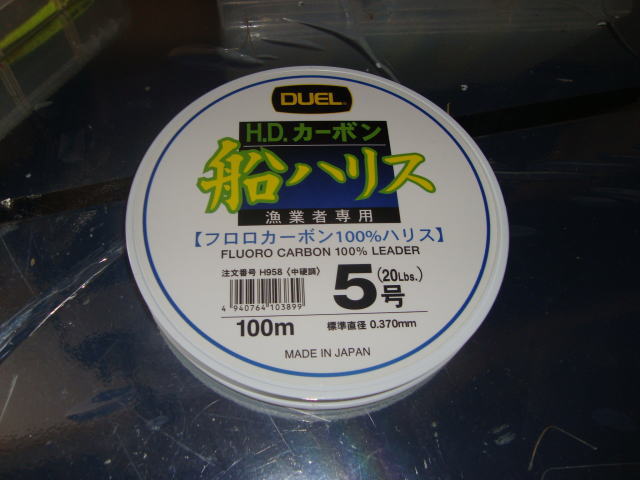 DUEL
H.D.カーボン
船ハリス
漁業者専用
【フロロカーボン100%ハリス】
FLUORO CARBON 100% LEADER
注文番号 H958〈中硬調〉
4 940764 103899
5号
(20Lbs.)
100m
標準直径 0.370mm
MADE IN JAPAN